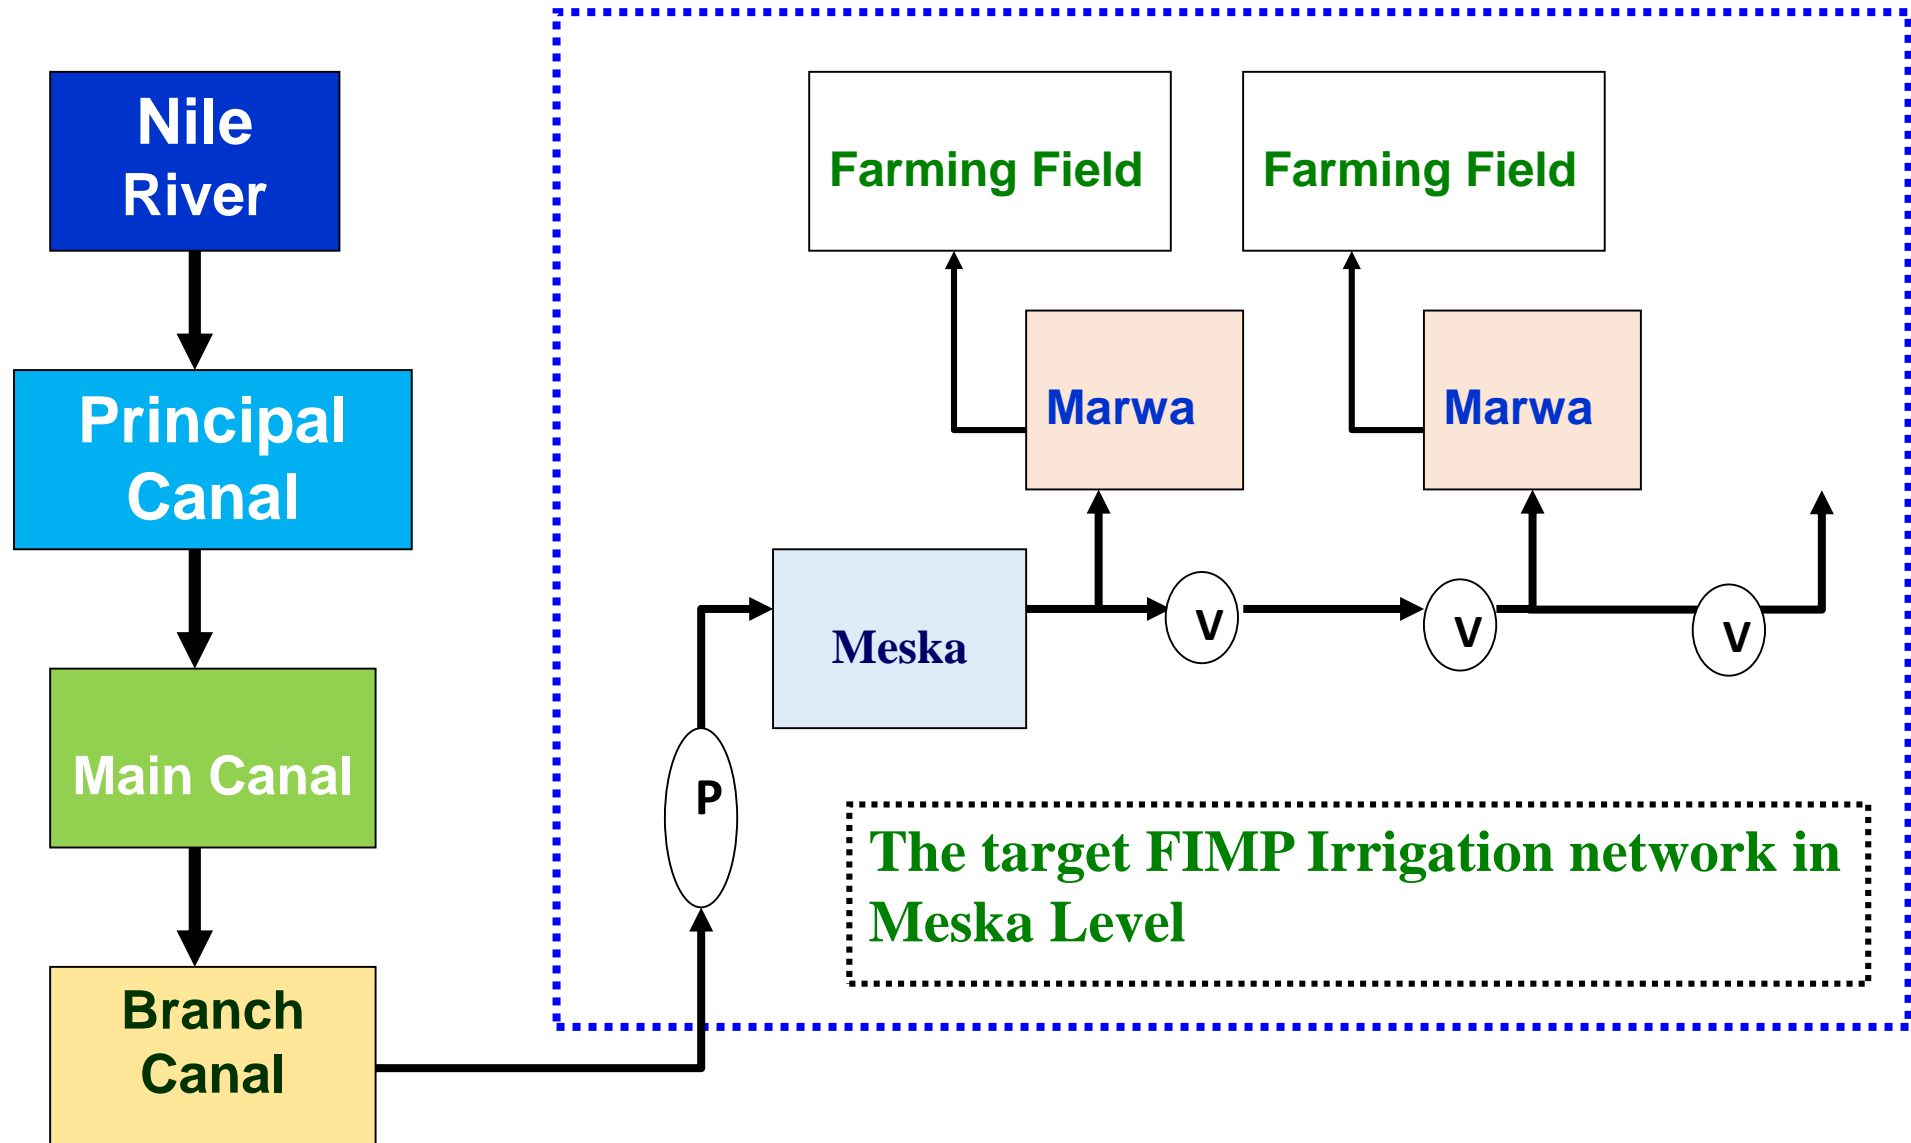 Nile
River
Principal
Canal
Main Canal
Branch
Canal
Farming Field
Farming Field
Marwa
Marwa
Meska
V
V
V
P
The target FIMP Irrigation network in
Meska Level